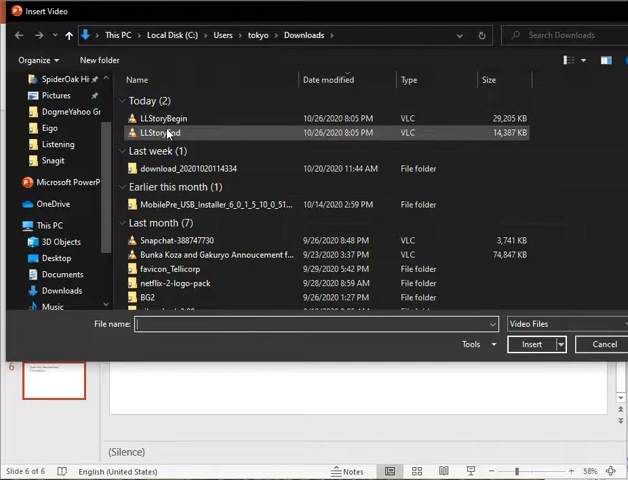 Insert Video
This PC > Local Disk (C:) > Users > tokyo > Downloads >
Search Downloads
Organize
New folder
Name
Date modified
Type
Size
SpiderOak Hi
Pictures
DogmeYahoo Gr
Eigo
Listening
Snagit
Microsoft PowerP
OneDrive
This PC
3D Objects
Desktop
Documents
Downloads
Music
Today (2)
LLStoryBegin 10/26/2020 8:05 PM VLC 29,205 KB
10/26/2020 8:05 PM VLC 14,387 KB
Last week (1)
download_20201020114334 10/20/2020 11:44 AM File folder
Earlier this month (1)
MobilePre_USB_Installer_6_0_1_5_10_0_51... 10/14/2020 2:59 PM File folder
Last month (7)
Snapchat-388747730 9/26/2020 8:48 PM VLC 3,741 KB
Bunka Koza and Gakuryo Annoucement f... 9/23/2020 3:37 PM VLC 74,847 KB
favicon_Tellicorp 9/29/2020 5:42 PM File folder
netflix-2-logo-pack 9/28/2020 8:59 AM File folder
BG2 9/26/2020 1:27 PM File folder
File name:
Video Files
Tools
Insert
Cancel
6
(Silence)
Slide 6 of 6
English (United States)
Notes
58%